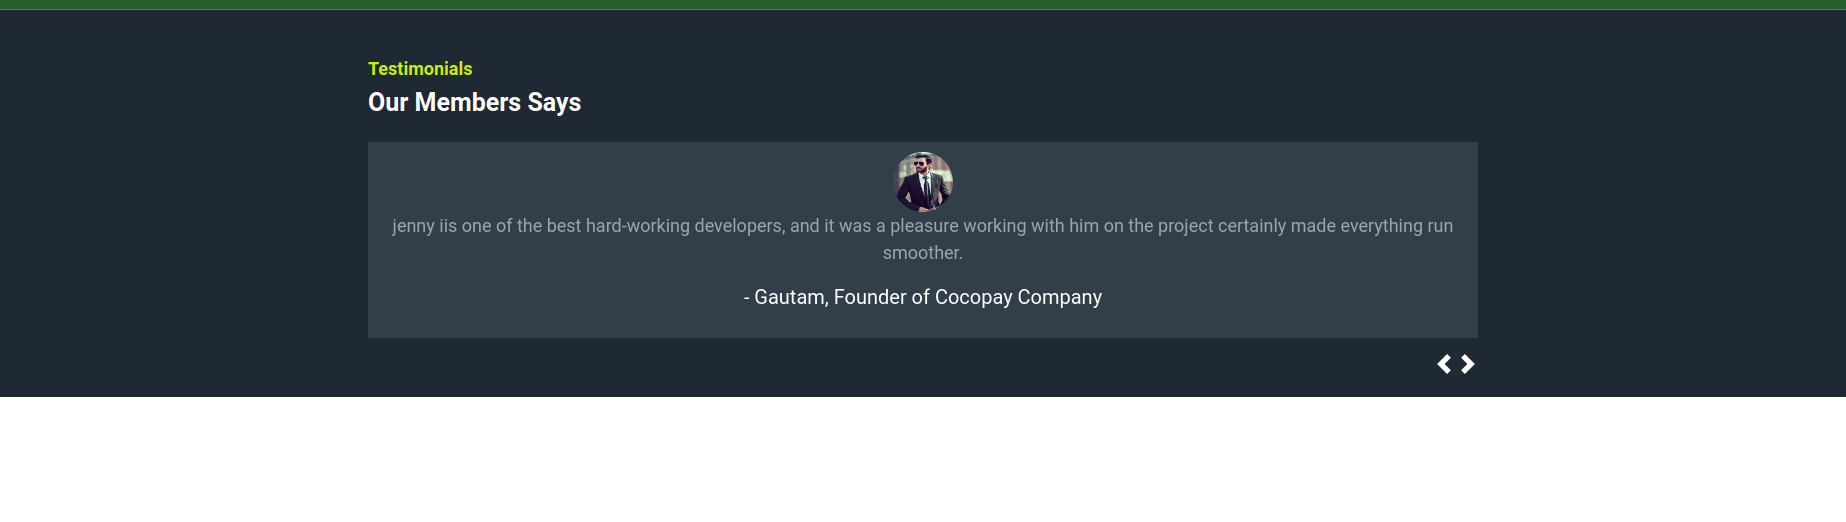 Testimonials
Our Members Says
jenny iis one of the best hard-working developers, and it was a pleasure working with him on the project certainly made everything run
smoother.
- Gautam, Founder of Cocopay Company